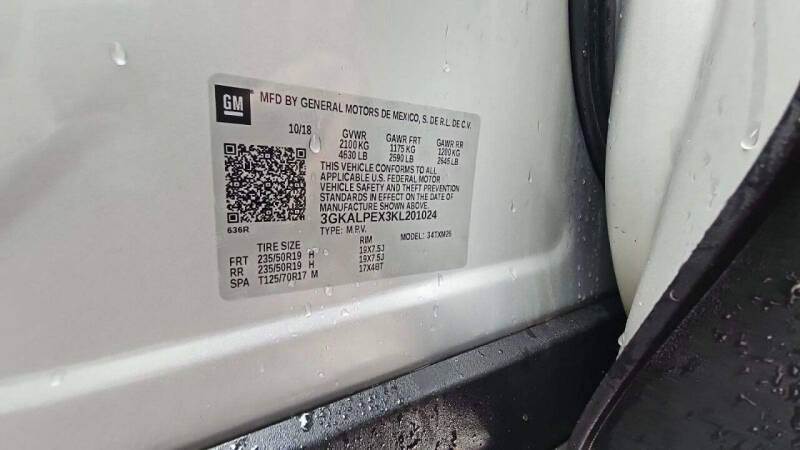 GM MFD BY GENERAL MOTORS DE MEXICO, S. DE R.L. DE C.V.
10/18 GVWR GAWR FRT GAWR RR
2100 KG 1175 KG 1200 KG
4630 LB 2590 LB 2645 LB
THIS VEHICLE CONFORMS TO ALL
APPLICABLE U.S. FEDERAL MOTOR
VEHICLE SAFETY AND THEFT PREVENTION
STANDARDS IN EFFECT ON THE DATE OF
MANUFACTURE SHOWN ABOVE.
3GKALPEX3KL201024
636R TYPE: M.P.V. MODEL: 34TXM26
TIRE SIZE RIM
FRT 235/50R19 H 19X7.5J
RR 235/50R19 H 19X7.5J
SPA T125/70R17 M 17X4BT